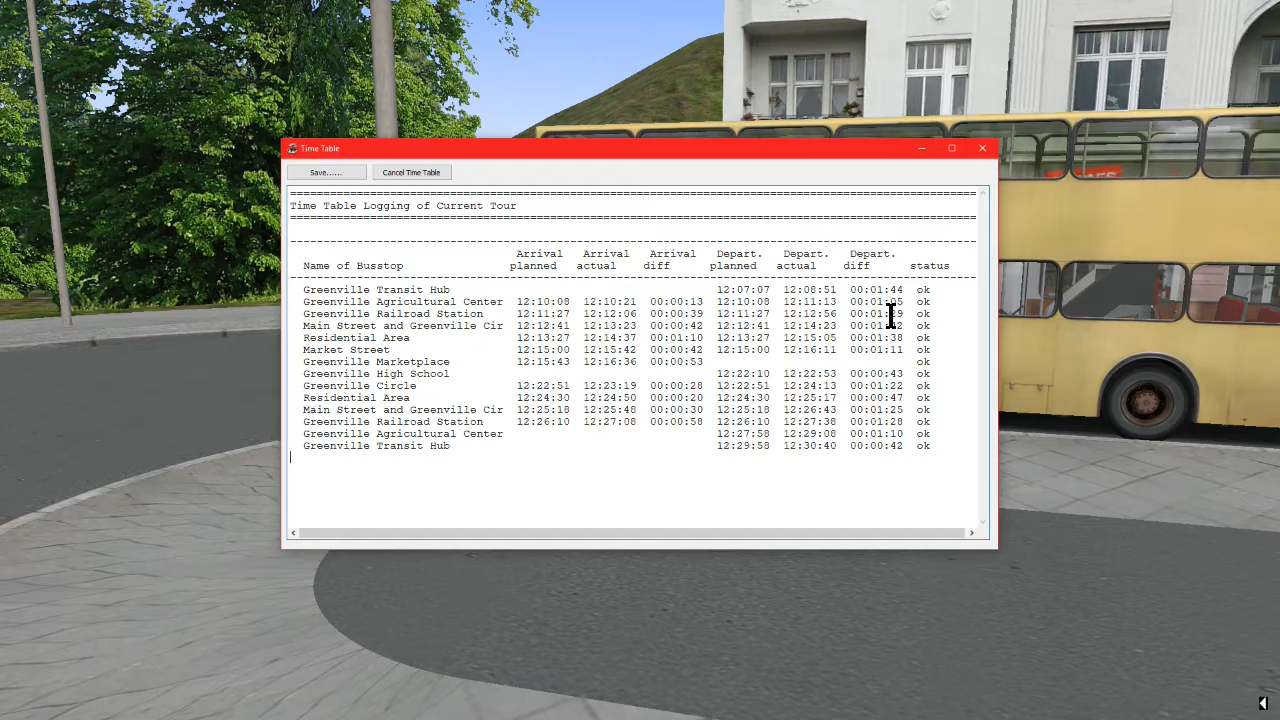 Time Table
Save...... Cancel Time Table
================================================================================
Time Table Logging of Current Tour
================================================================================
--------------------------------------------------------------------------------
Arrival Arrival Arrival Depart. Depart. Depart.
Name of Busstop planned actual diff planned actual diff status
--------------------------------------------------------------------------------
Greenville Transit Hub 12:07:07 12:08:51 00:01:44 ok
Greenville Agricultural Center 12:10:08 12:10:21 00:00:13 12:10:08 12:11:13 00:01:05 ok
Greenville Railroad Station 12:11:27 12:12:06 00:00:39 12:11:27 12:12:56 00:01:29 ok
Main Street and Greenville Cir 12:12:41 12:13:23 00:00:42 12:12:41 12:14:23 00:01:42 ok
Residential Area 12:13:27 12:14:37 00:01:10 12:13:27 12:15:05 00:01:38 ok
Market Street 12:15:00 12:15:42 00:00:42 12:15:00 12:16:11 00:01:11 ok
Greenville Marketplace 12:15:43 12:16:36 00:00:53 ok
Greenville High School 12:22:10 12:22:53 00:00:43 ok
Greenville Circle 12:22:51 12:23:19 00:00:28 12:22:51 12:24:13 00:01:22 ok
Residential Area 12:24:30 12:24:50 00:00:20 12:24:30 12:25:17 00:00:47 ok
Main Street and Greenville Cir 12:25:18 12:25:48 00:00:30 12:25:18 12:26:43 00:01:25 ok
Greenville Railroad Station 12:26:10 12:27:08 00:00:58 12:26:10 12:27:38 00:01:28 ok
Greenville Agricultural Center 12:27:58 12:29:08 00:01:10 ok
Greenville Transit Hub 12:29:58 12:30:40 00:00:42 ok